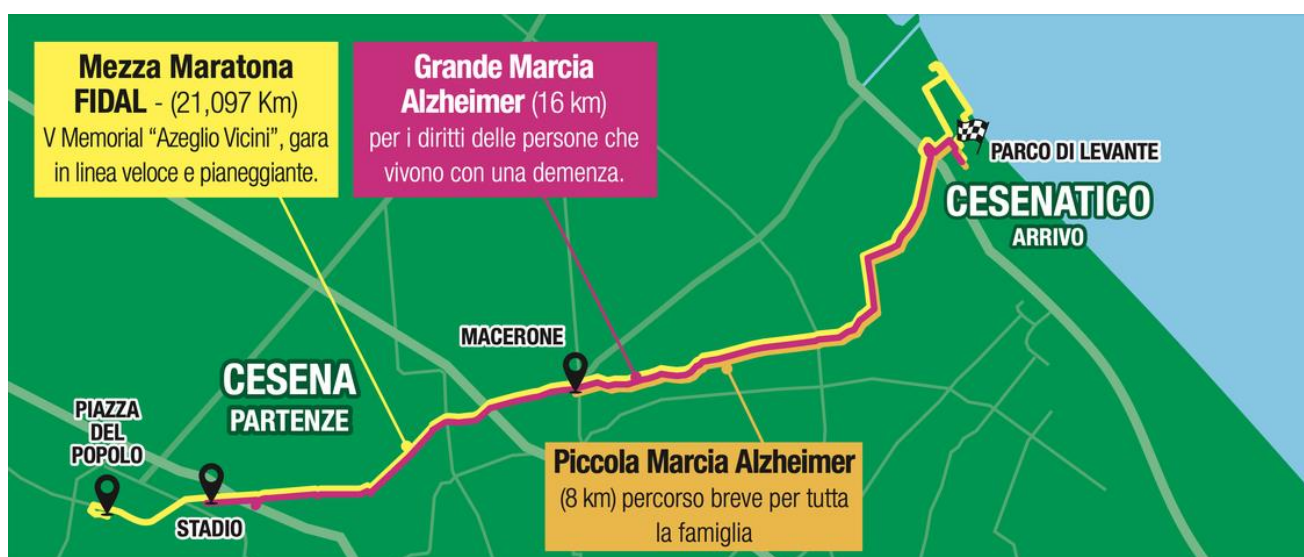 Mezza Maratona
FIDAL - (21,097 Km)
V Memorial “Azeglio Vicini”, gara
in linea veloce e pianeggiante.
Grande Marcia
Alzheimer (16 km)
per i diritti delle persone che
vivono con una demenza.
PARCO DI LEVANTE
CESENATICO
ARRIVO
MACERONE
CESENA
PARTENZE
PIAZZA
DEL
POPOLO
STADIO
Piccola Marcia Alzheimer
(8 km) percorso breve per tutta
la famiglia